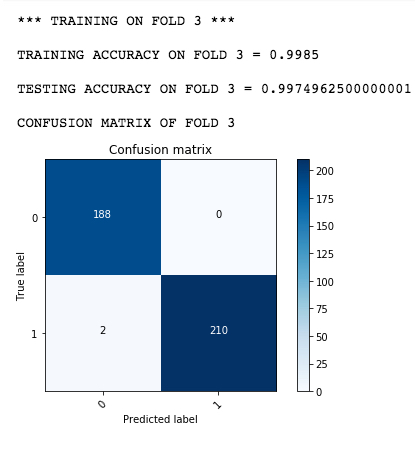 *** TRAINING ON FOLD 3 ***
TRAINING ACCURACY ON FOLD 3 = 0.9985
TESTING ACCURACY ON FOLD 3 = 0.9974962500000001
CONFUSION MATRIX OF FOLD 3
Confusion matrix
200
175
150
125
100
75
50
25
0
True label
0
188
0
1
2
210
0
1
Predicted label